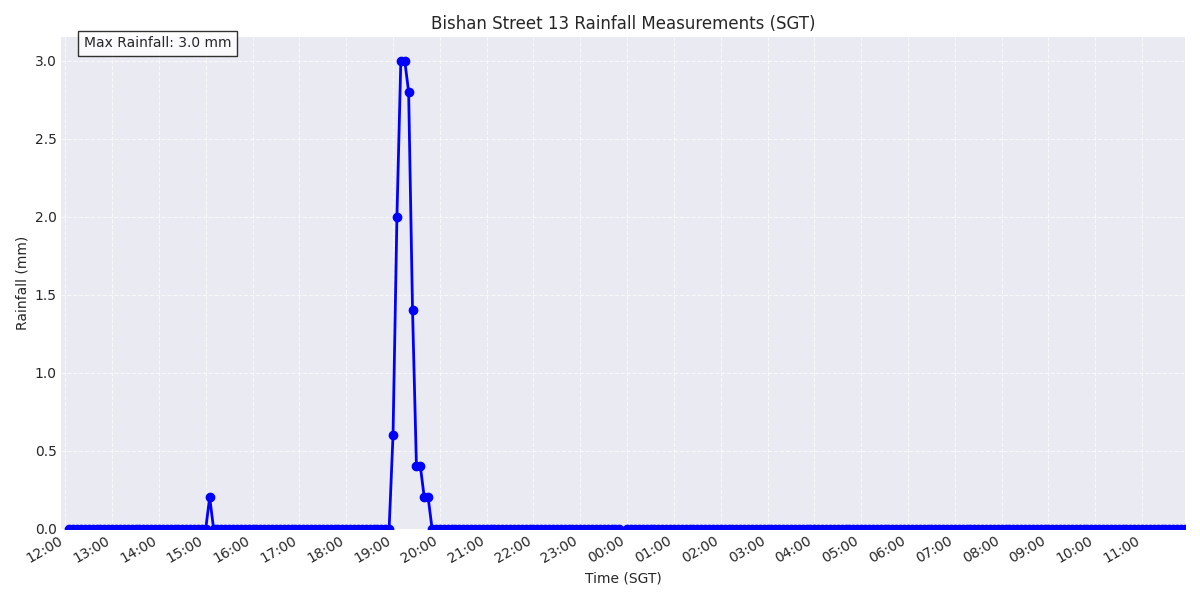 Bishan Street 13 Rainfall Measurements (SGT)
Max Rainfall: 3.0 mm
3.0
2.5
2.0
1.5
1.0
0.5
0.0
Rainfall (mm)
12:00 13:00 14:00 15:00 16:00 17:00 18:00 19:00 20:00 21:00 22:00 23:00 00:00 01:00 02:00 03:00 04:00 05:00 06:00 07:00 08:00 09:00 10:00 11:00
Time (SGT)